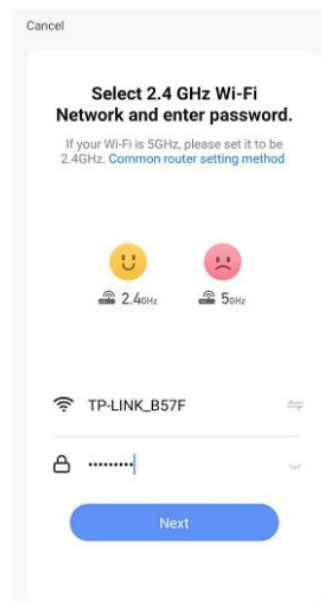 Cancel
Select 2.4 GHz Wi-Fi
Network and enter password.
If your Wi-Fi is 5GHz, please set it to be
2.4GHz. Common router setting method
2.4GHz 5GHz
TP-LINK_B57F
•••••••••
Next